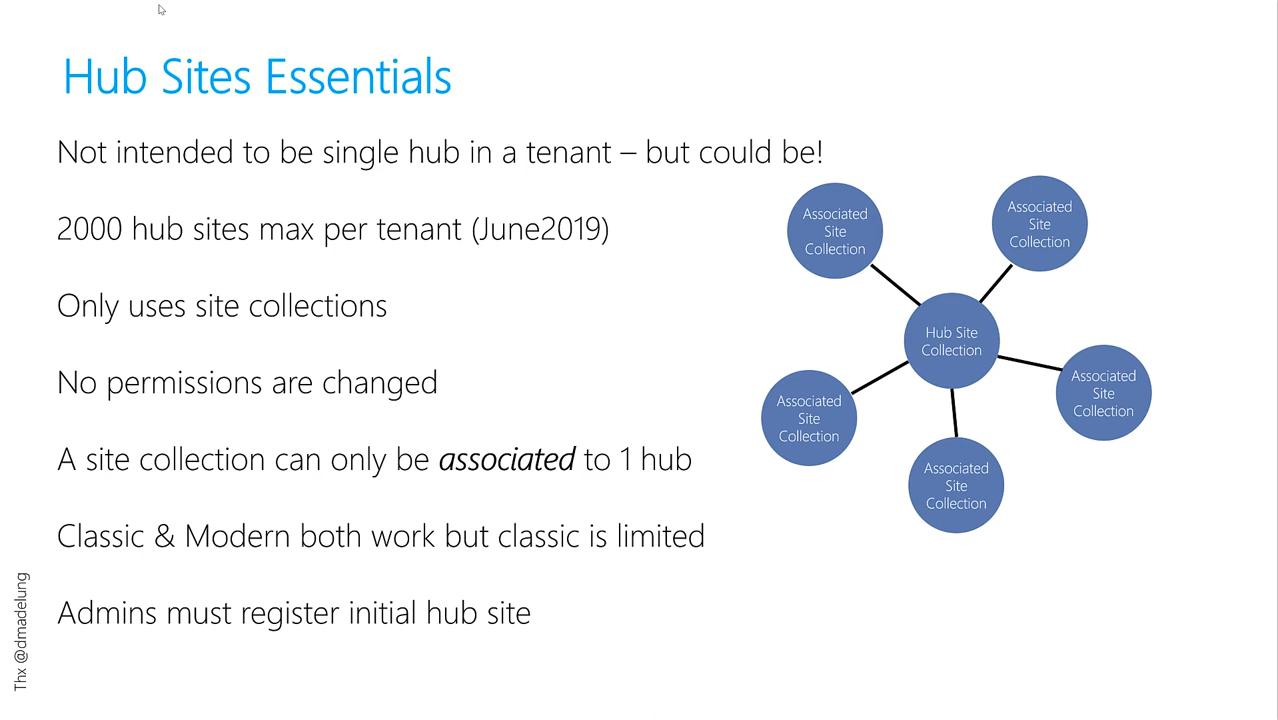 Hub Sites Essentials
Not intended to be single hub in a tenant – but could be!
2000 hub sites max per tenant (June2019)
Only uses site collections
No permissions are changed
A site collection can only be associated to 1 hub
Classic & Modern both work but classic is limited
Admins must register initial hub site
Associated
Site
Collection
Associated
Site
Collection
Hub Site
Collection
Associated
Site
Collection
Associated
Site
Collection
Associated
Site
Collection
Thx @dmadelung